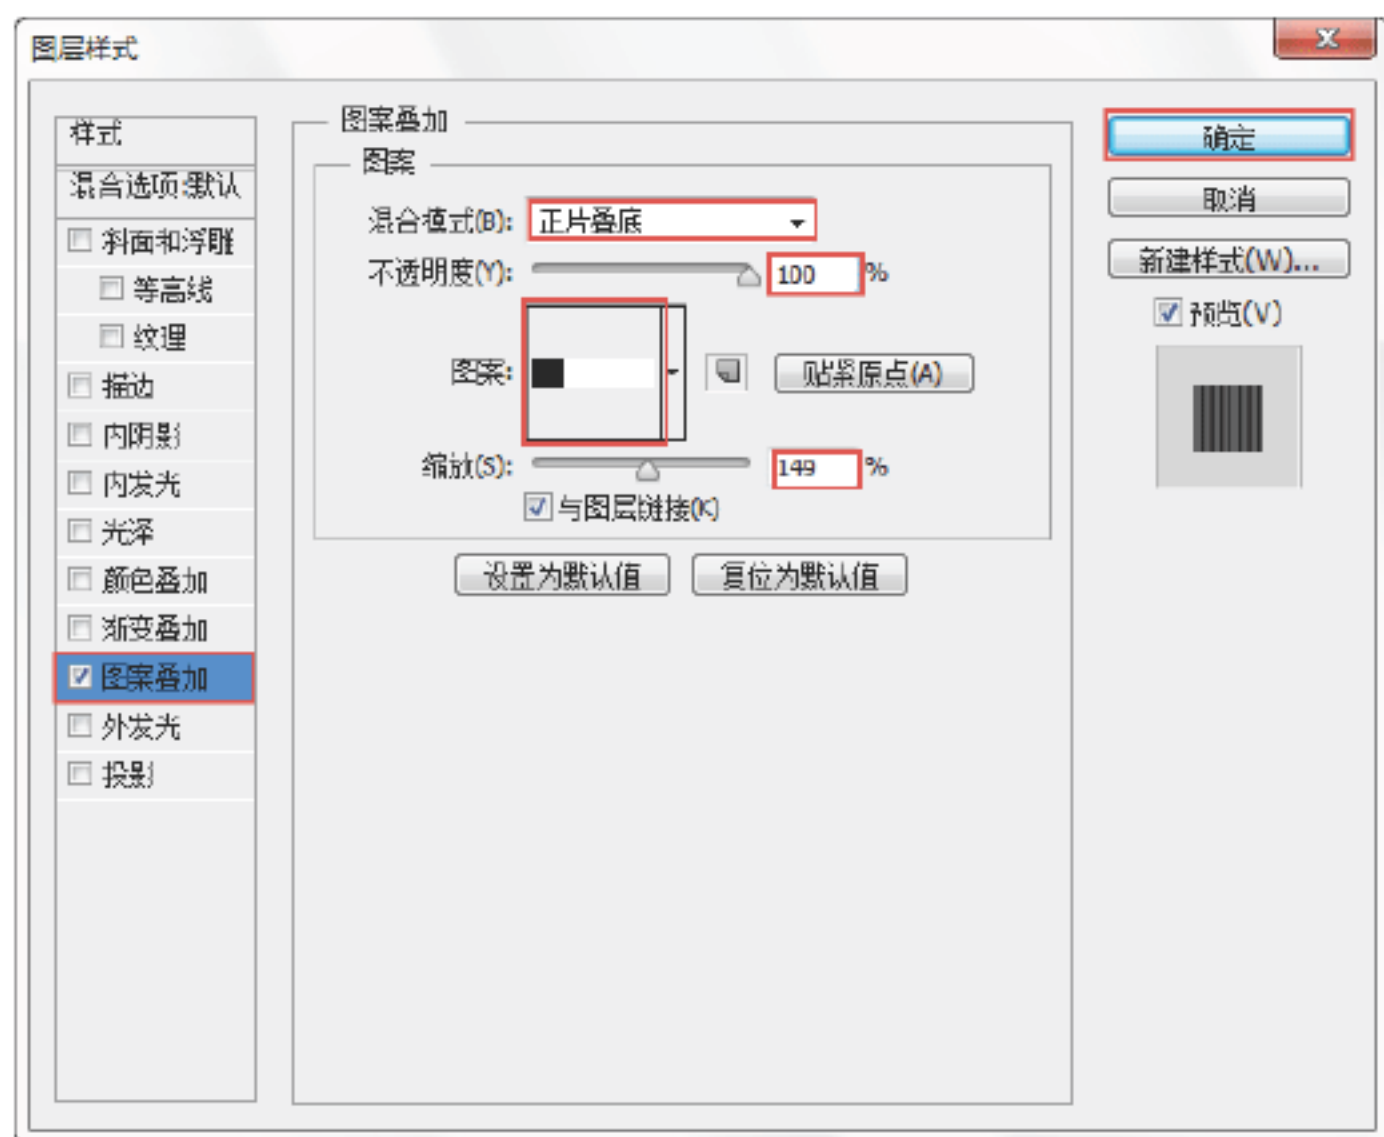 图层样式
样式
混合选项:默认
斜面和浮雕
等高线
纹理
描边
内阴影
内发光
光泽
颜色叠加
渐变叠加
图案叠加
外发光
投影
图案叠加
图案
混合模式(B): 正片叠底
不透明度(Y): 100 %
图案: 贴紧原点(A)
缩放(S): 149 %
与图层链接(K)
设置为默认值 复位为默认值
确定
取消
新建样式(W)...
预览(V)